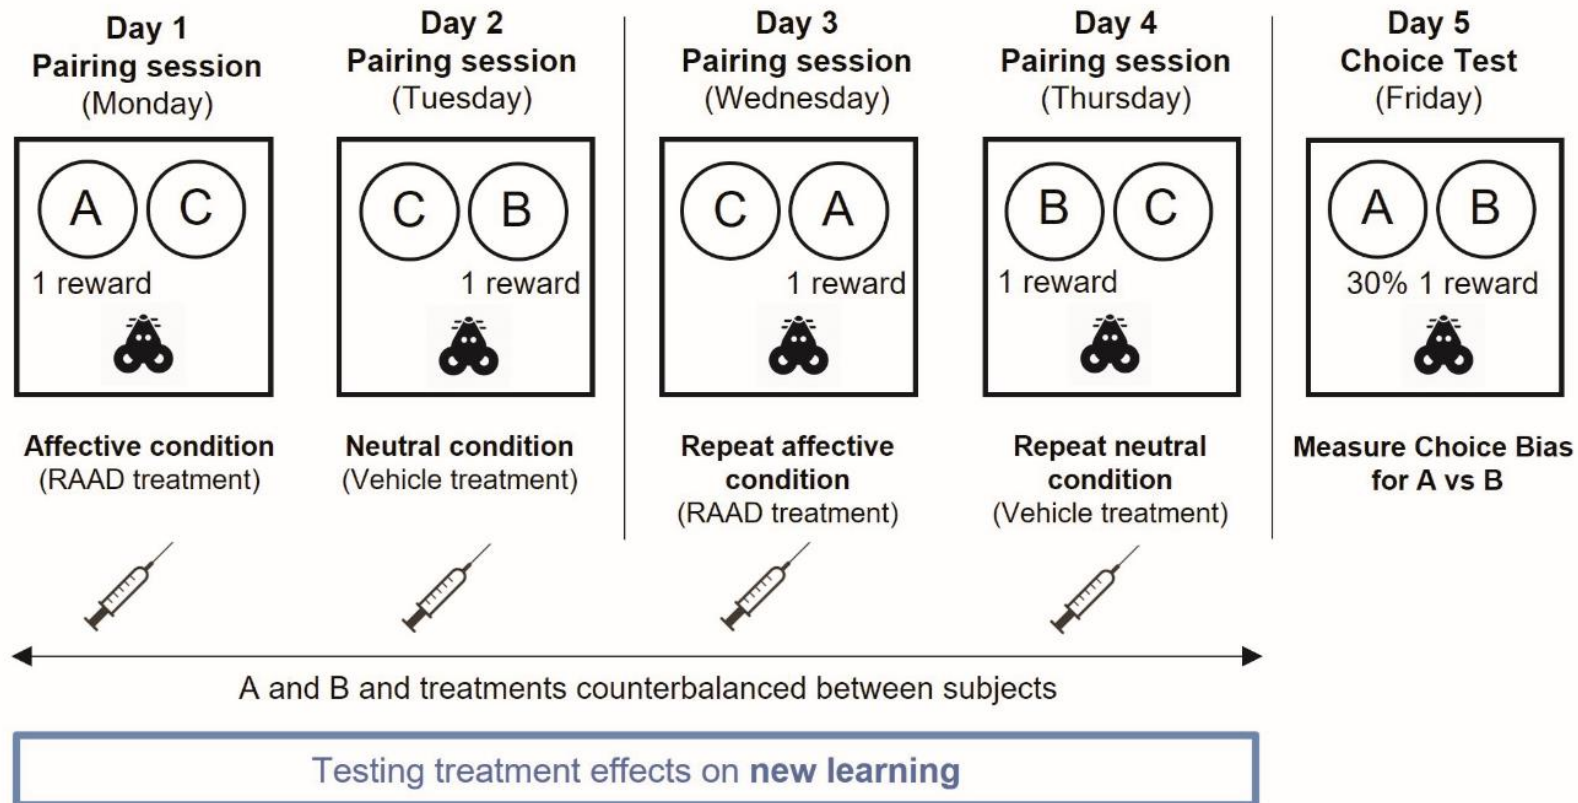 Day 1
Pairing session
(Monday)
A C
1 reward
Affective condition
(RAAD treatment)
Day 2
Pairing session
(Tuesday)
C B
1 reward
Neutral condition
(Vehicle treatment)
Day 3
Pairing session
(Wednesday)
C A
1 reward
Repeat affective
condition
(RAAD treatment)
Day 4
Pairing session
(Thursday)
B C
1 reward
Repeat neutral
condition
(Vehicle treatment)
Day 5
Choice Test
(Friday)
A B
30% 1 reward
Measure Choice Bias
for A vs B
A and B and treatments counterbalanced between subjects
Testing treatment effects on new learning